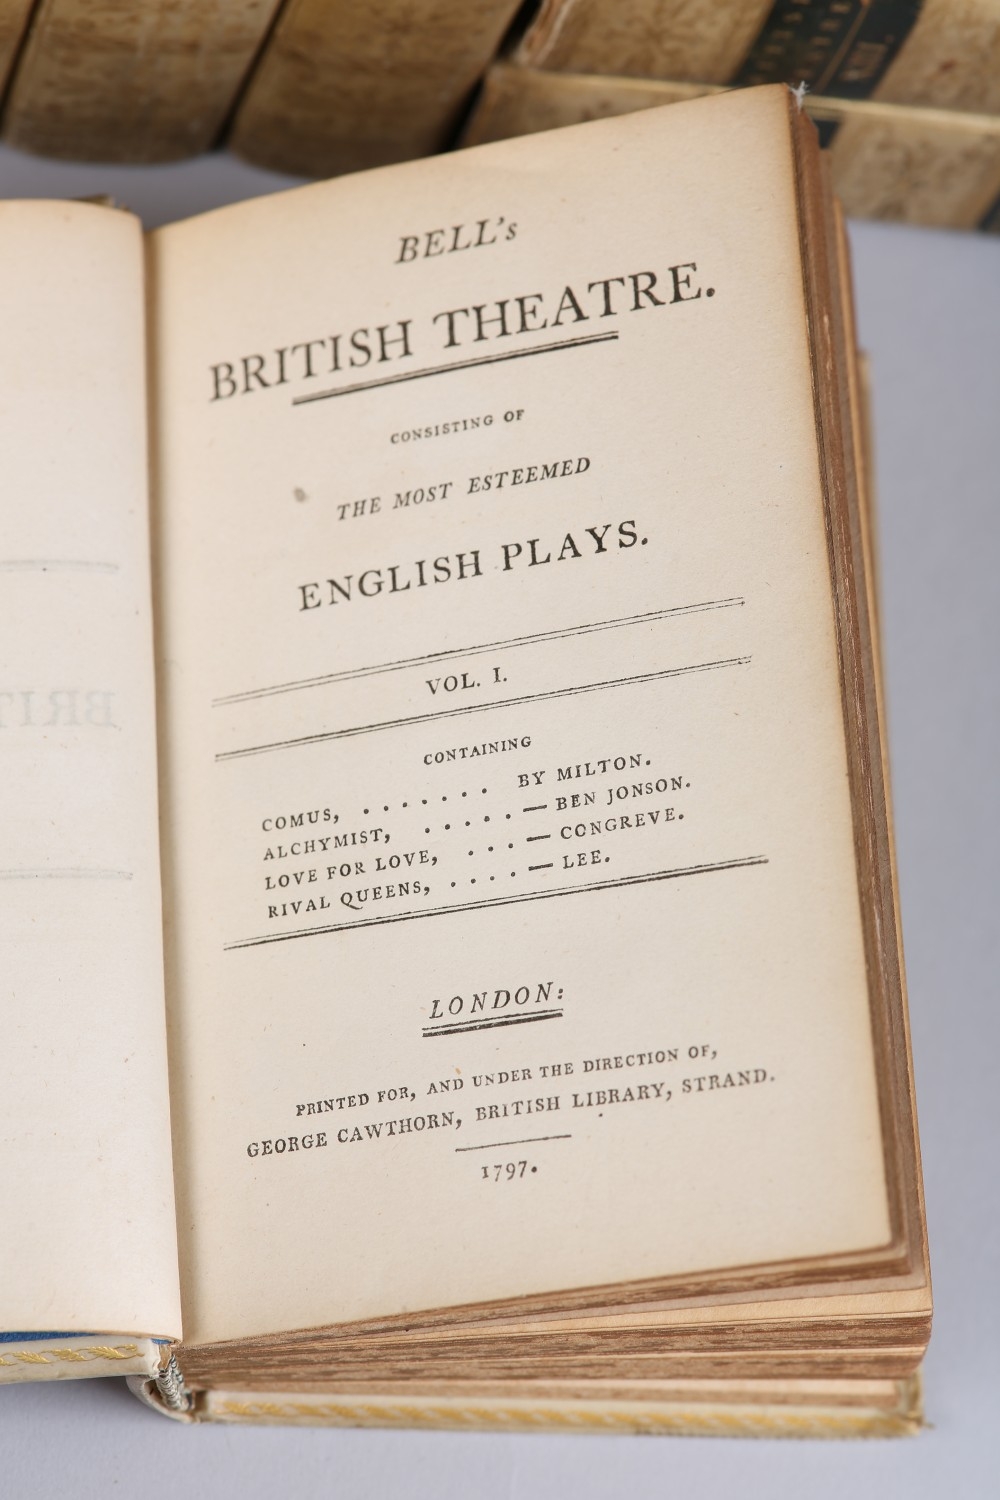 BELL's
BRITISH THEATRE.
CONSISTING OF
THE MOST ESTEEMED
ENGLISH PLAYS.
VOL. I.
CONTAINING
COMUS, . . . . . . . BY MILTON.
ALCHYMIST, . . . . . — BEN JONSON.
LOVE FOR LOVE, . . . — CONGREVE.
RIVAL QUEENS, . . . . — LEE.
LONDON:
PRINTED FOR, AND UNDER THE DIRECTION OF,
GEORGE CAWTHORN, BRITISH LIBRARY, STRAND.
1797.